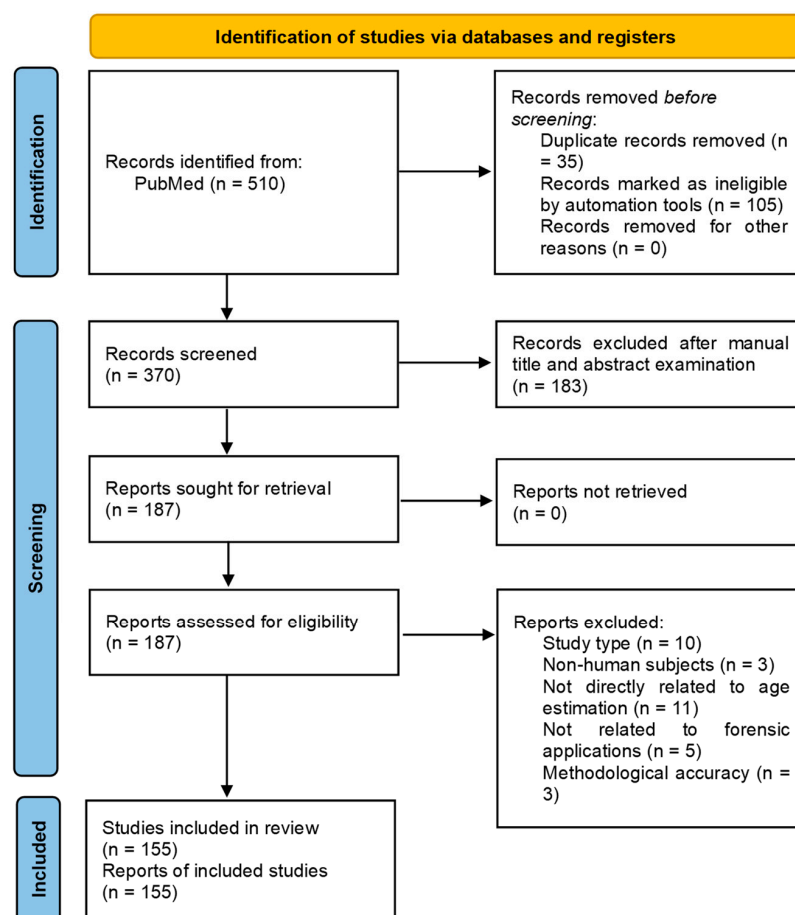 Identification of studies via databases and registers
Identification
Records identified from:
PubMed (n = 510)
Records removed before
screening:
Duplicate records removed (n
= 35)
Records marked as ineligible
by automation tools (n = 105)
Records removed for other
reasons (n = 0)
Screening
Records screened
(n = 370)
Records excluded after manual
title and abstract examination
(n = 183)
Reports sought for retrieval
(n = 187)
Reports not retrieved
(n = 0)
Reports assessed for eligibility
(n = 187)
Reports excluded:
Study type (n = 10)
Non-human subjects (n = 3)
Not directly related to age
estimation (n = 11)
Not related to forensic
applications (n = 5)
Methodological accuracy (n =
3)
Included
Studies included in review
(n = 155)
Reports of included studies
(n = 155)